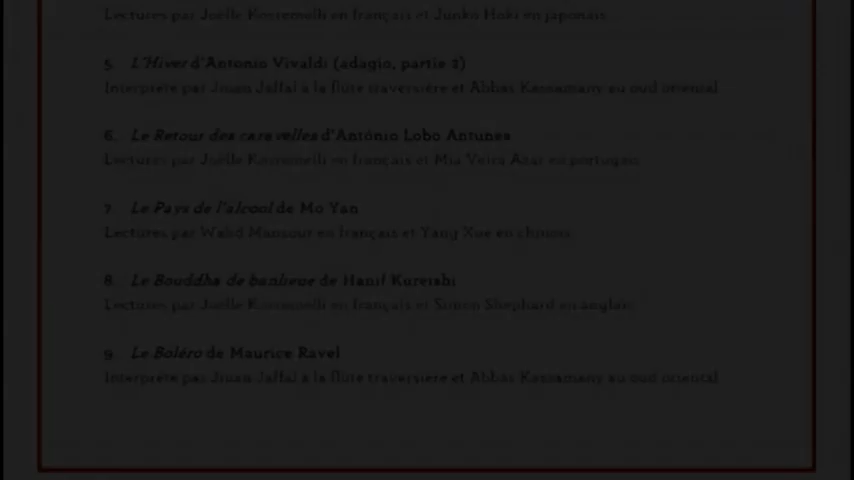 Lectures par Joëlle Kouremelli en français et Junko Hoki en japonais
5. L'Hiver d'Antonio Vivaldi (adagio, partie 2)
Interprété par Jinan Jaffal à la flûte traversière et Abbas Kassamany au oud oriental
6. Le Retour des caravelles d'António Lobo Antunes
Lectures par Joëlle en français et Mia Veira Azar en portugais
7. Le Pays de l'alcool de Mo Yan
Lectures par Walid Mansour en français et Yang Xue en chinois
8. Le Bouddha de banlieue de Hanif Kureishi
Lectures par Joëlle en français et Simon Shephard en anglais
9. Le Boléro de Maurice Ravel
Interprété par Jinan Jaffal à la flûte traversière et Abbas Kassamany au oud oriental